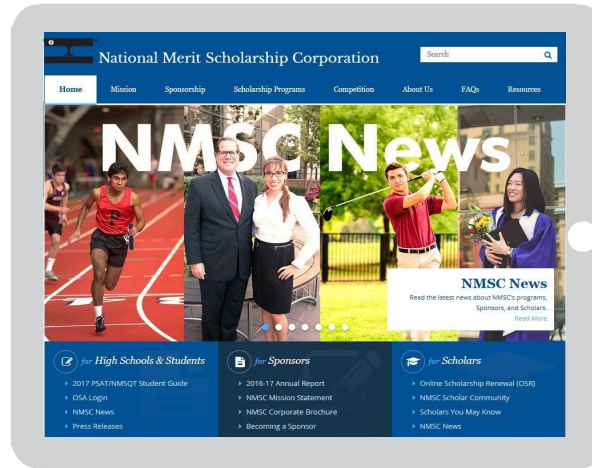 National Merit Scholarship Corporation
Search
Home Mission Sponsorship Scholarship Programs Competition About Us FAQs Resources
NMSC News
P
NMSC News
Read the latest news about NMSC's programs,
Sponsors, and Scholars.
Read More
for High Schools & Students
2017 PSAT/NMSQT Student Guide
OSA Login
NMSC News
Press Releases
for Sponsors
2016-17 Annual Report
NMSC Mission Statement
NMSC Corporate Brochure
Becoming a Sponsor
for Scholars
Online Scholarship Renewal (OSR)
NMSC Scholar Community
Scholars You May Know
NMSC News